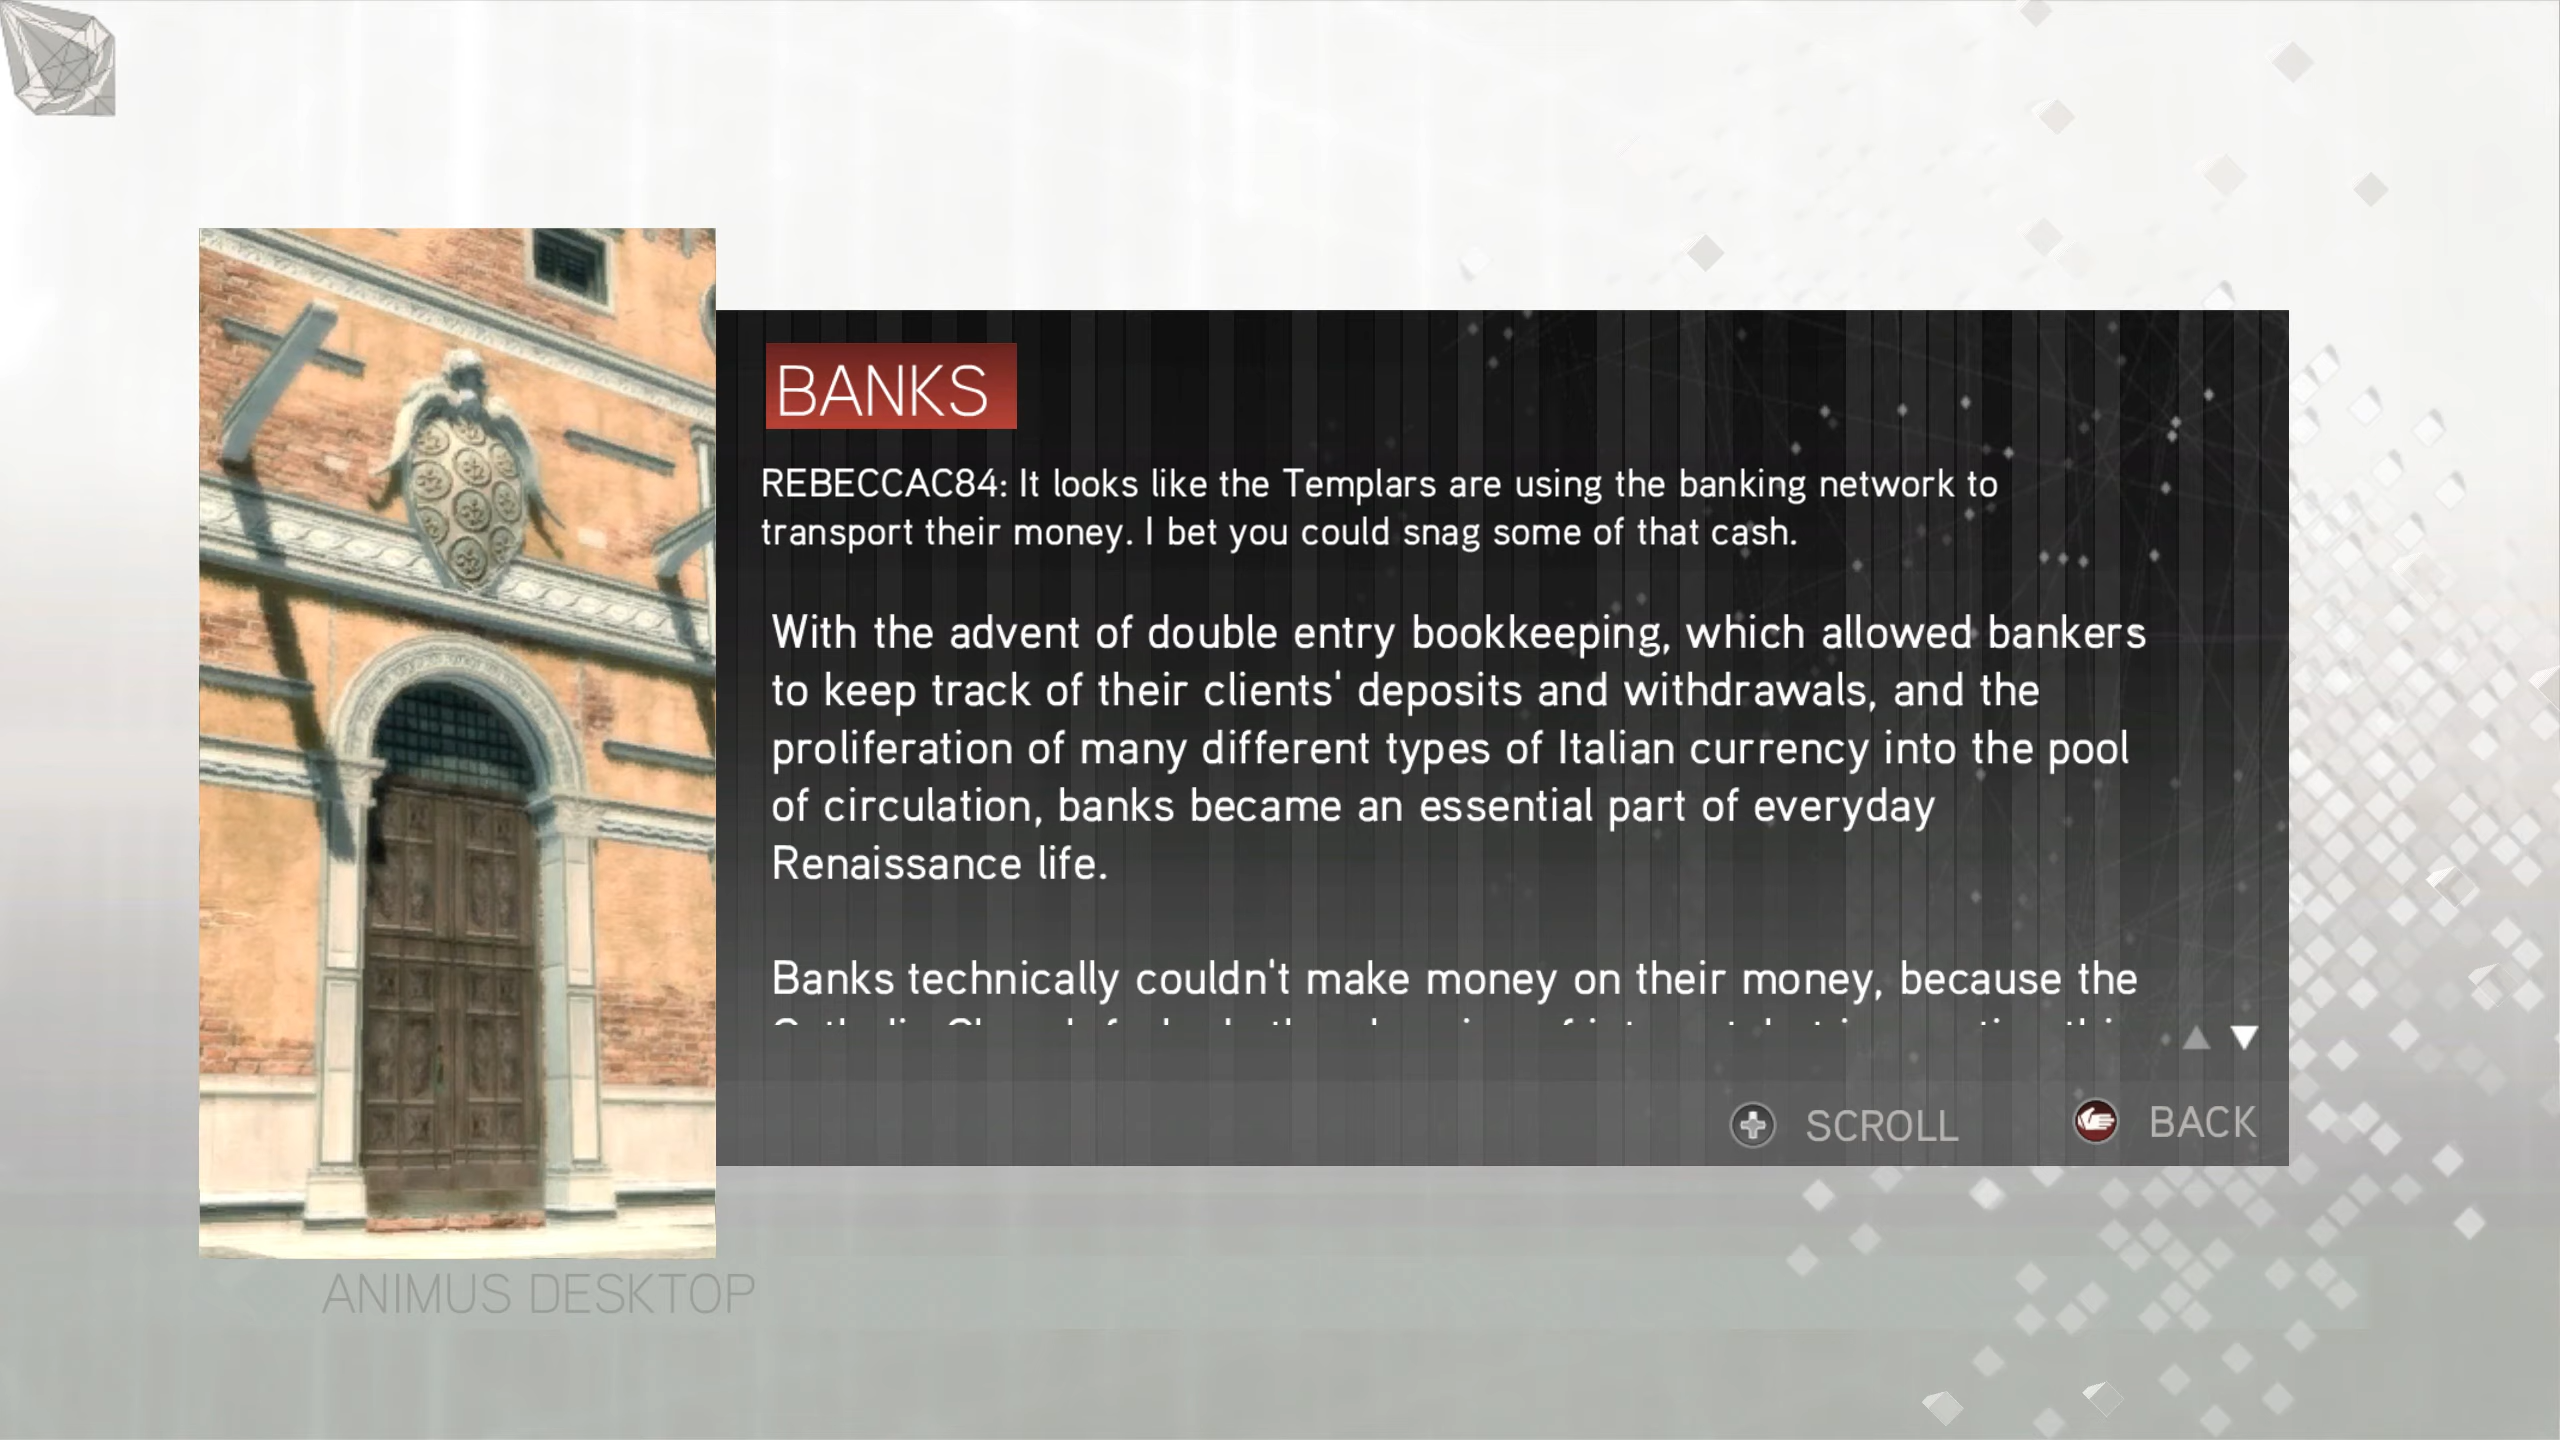 BANKS
REBECCAC84: It looks like the Templars are using the banking network to
transport their money. I bet you could snag some of that cash.
With the advent of double entry bookkeeping, which allowed bankers
to keep track of their clients' deposits and withdrawals, and the
proliferation of many different types of Italian currency into the pool
of circulation, banks became an essential part of everyday
Renaissance life.
Banks technically couldn't make money on their money, because the
SCROLL
BACK
ANIMUS DESKTOP